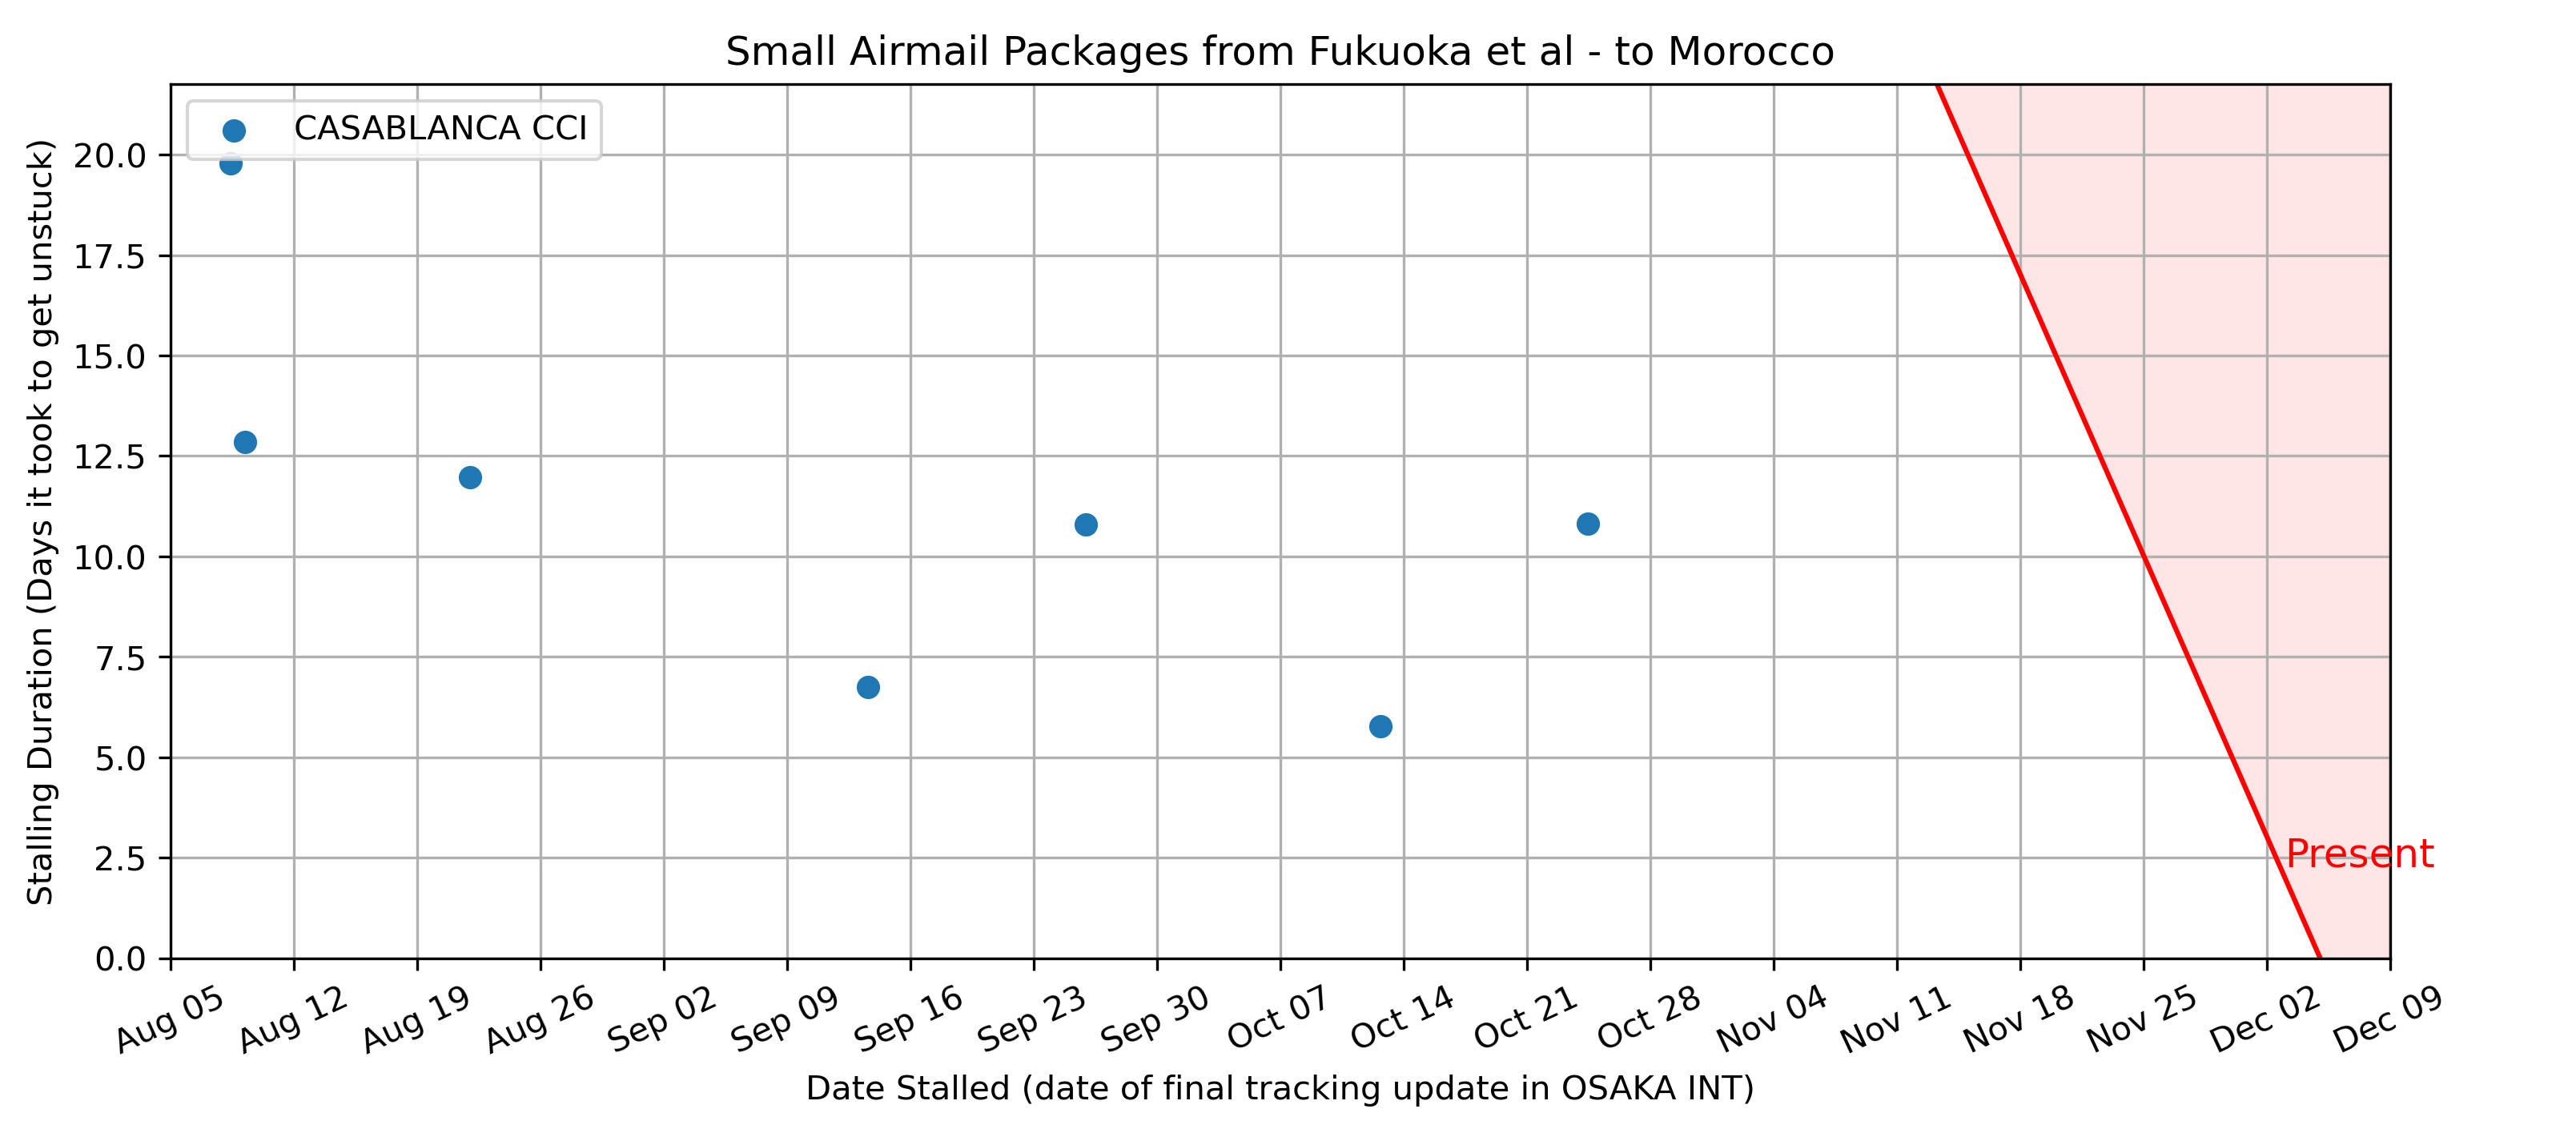 Small Airmail Packages from Fukuoka et al - to Morocco
CASABLANCA CCI
Stalling Duration (Days it took to get unstuck)
20.0
17.5
15.0
12.5
10.0
7.5
5.0
2.5
0.0
Present
Aug 05
Aug 12
Aug 19
Aug 26
Sep 02
Sep 09
Sep 16
Sep 23
Sep 30
Oct 07
Oct 14
Oct 21
Oct 28
Nov 04
Nov 11
Nov 18
Nov 25
Dec 02
Dec 09
Date Stalled (date of final tracking update in OSAKA INT)